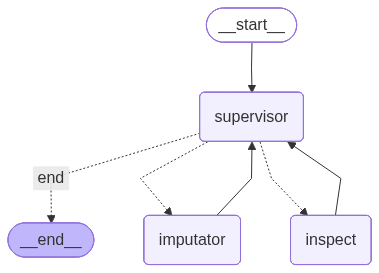 __start__
supervisor
end
__end__
imputator
inspect